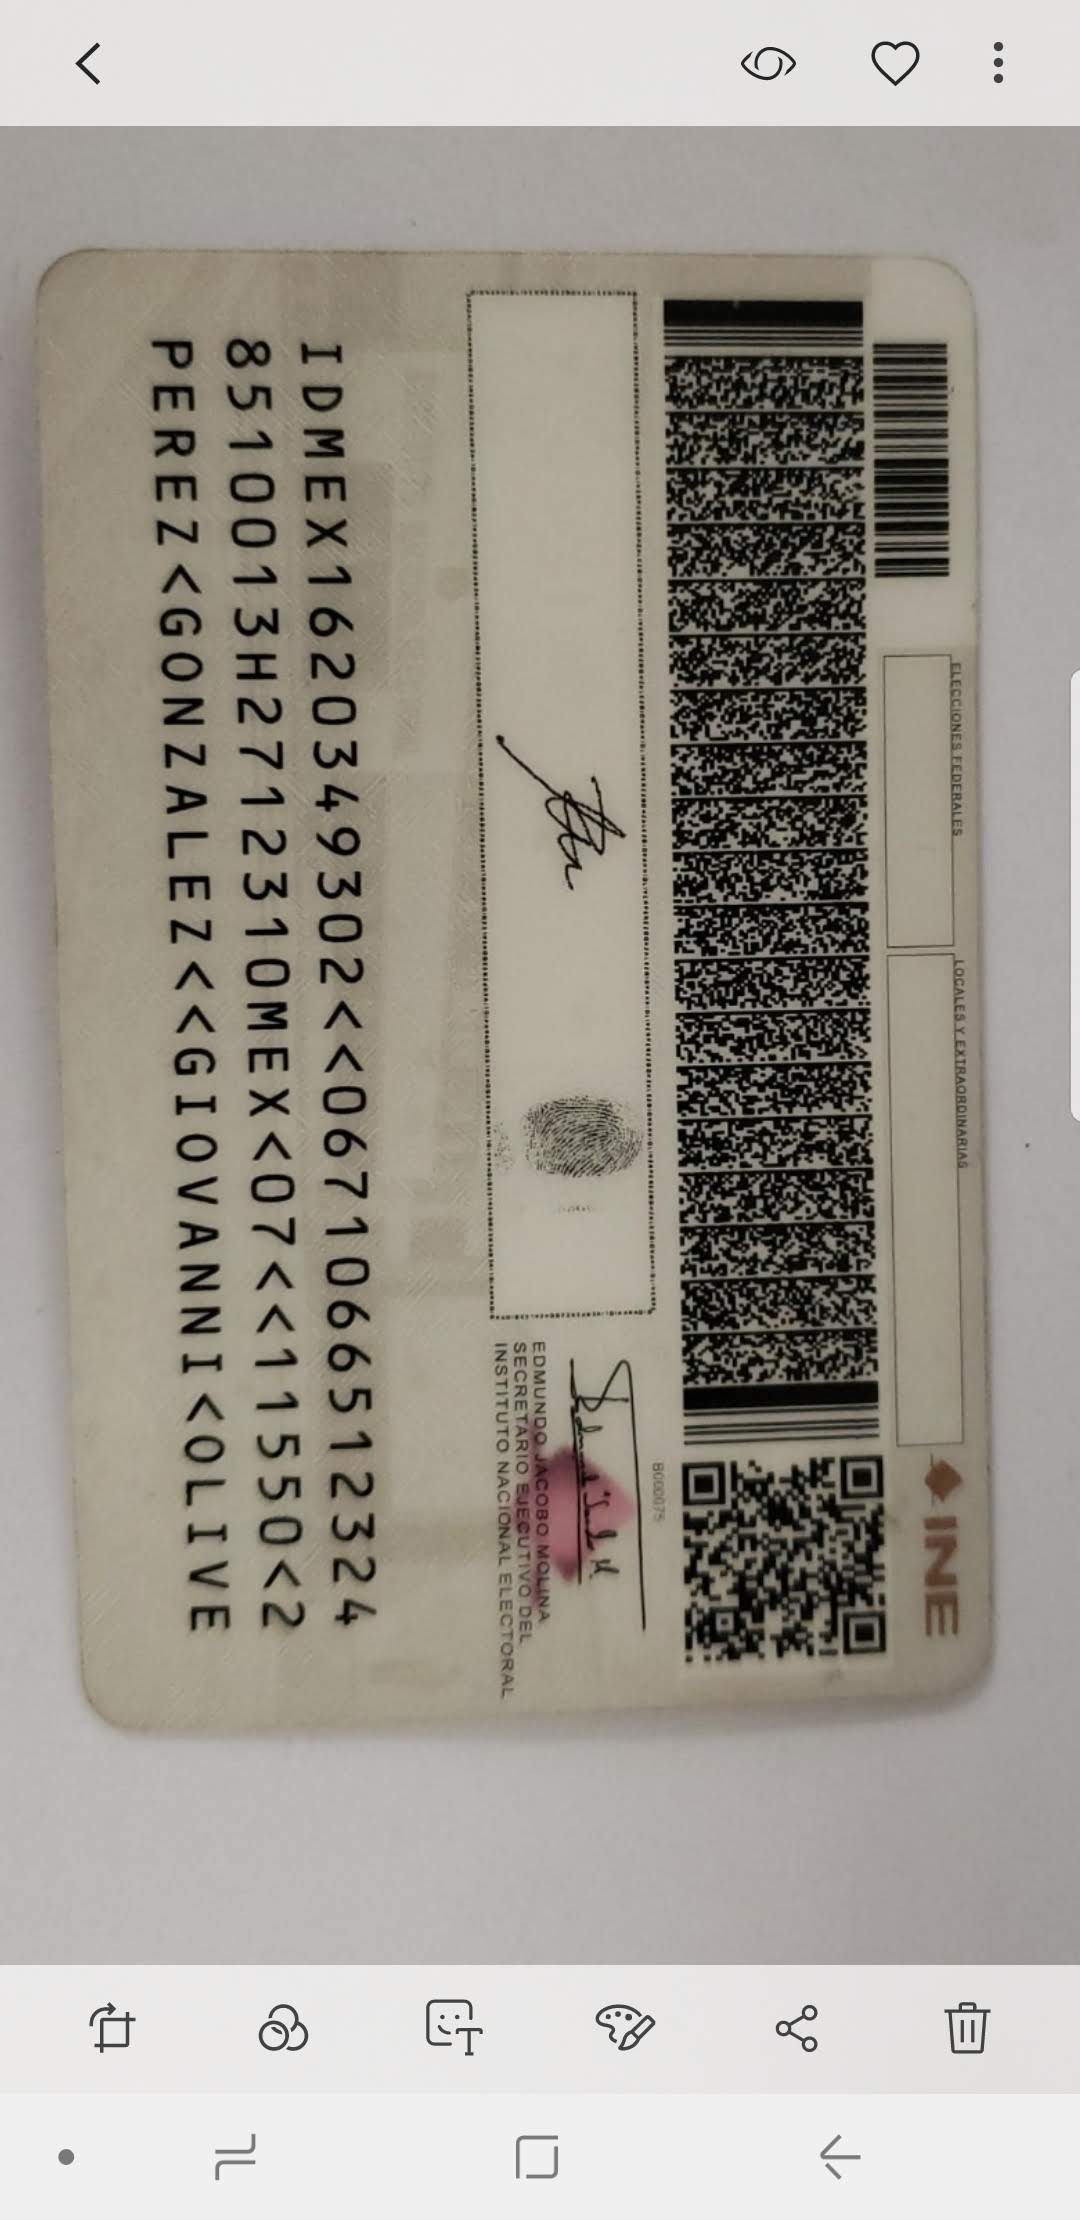 ELECCIONES FEDERALES
LOCALES Y EXTRAORDINARIAS
INE
EDMUNDO JACOBO MOLINA
SECRETARIO EJECUTIVO DEL
INSTITUTO NACIONAL ELECTORAL
IDMEX1620349302<<0671066512324
8510013H2712310MEX<07<<11550<2
PEREZ<GONZALEZ<<GIOVANNI<OLIVE